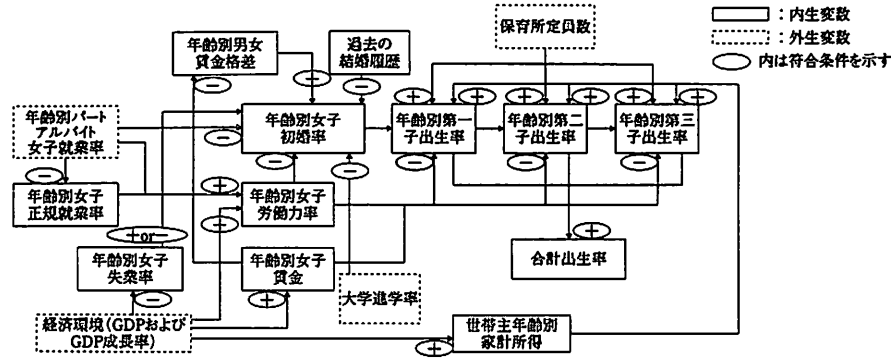 保育所定員数
：内生変数
：外生変数
内は符合条件を示す
年齢別男女
賃金格差
過去の
結婚履歴
－
＋
－
＋
＋
＋
＋
＋
＋
年齢別パート
アルバイト
女子就業率
－
年齢別女子
初婚率
年齢別第一
子出生率
年齢別第二
子出生率
年齢別第三
子出生率
－
－
－
－
－
－
年齢別女子
正規就業率
＋
＋
年齢別女子
労働力率
＋or－
年齢別女子
失業率
年齢別女子
賃金
＋
合計出生率
－
＋
大学進学率
経済環境（GDPおよび
GDP成長率）
世帯主年齢別
家計所得
＋